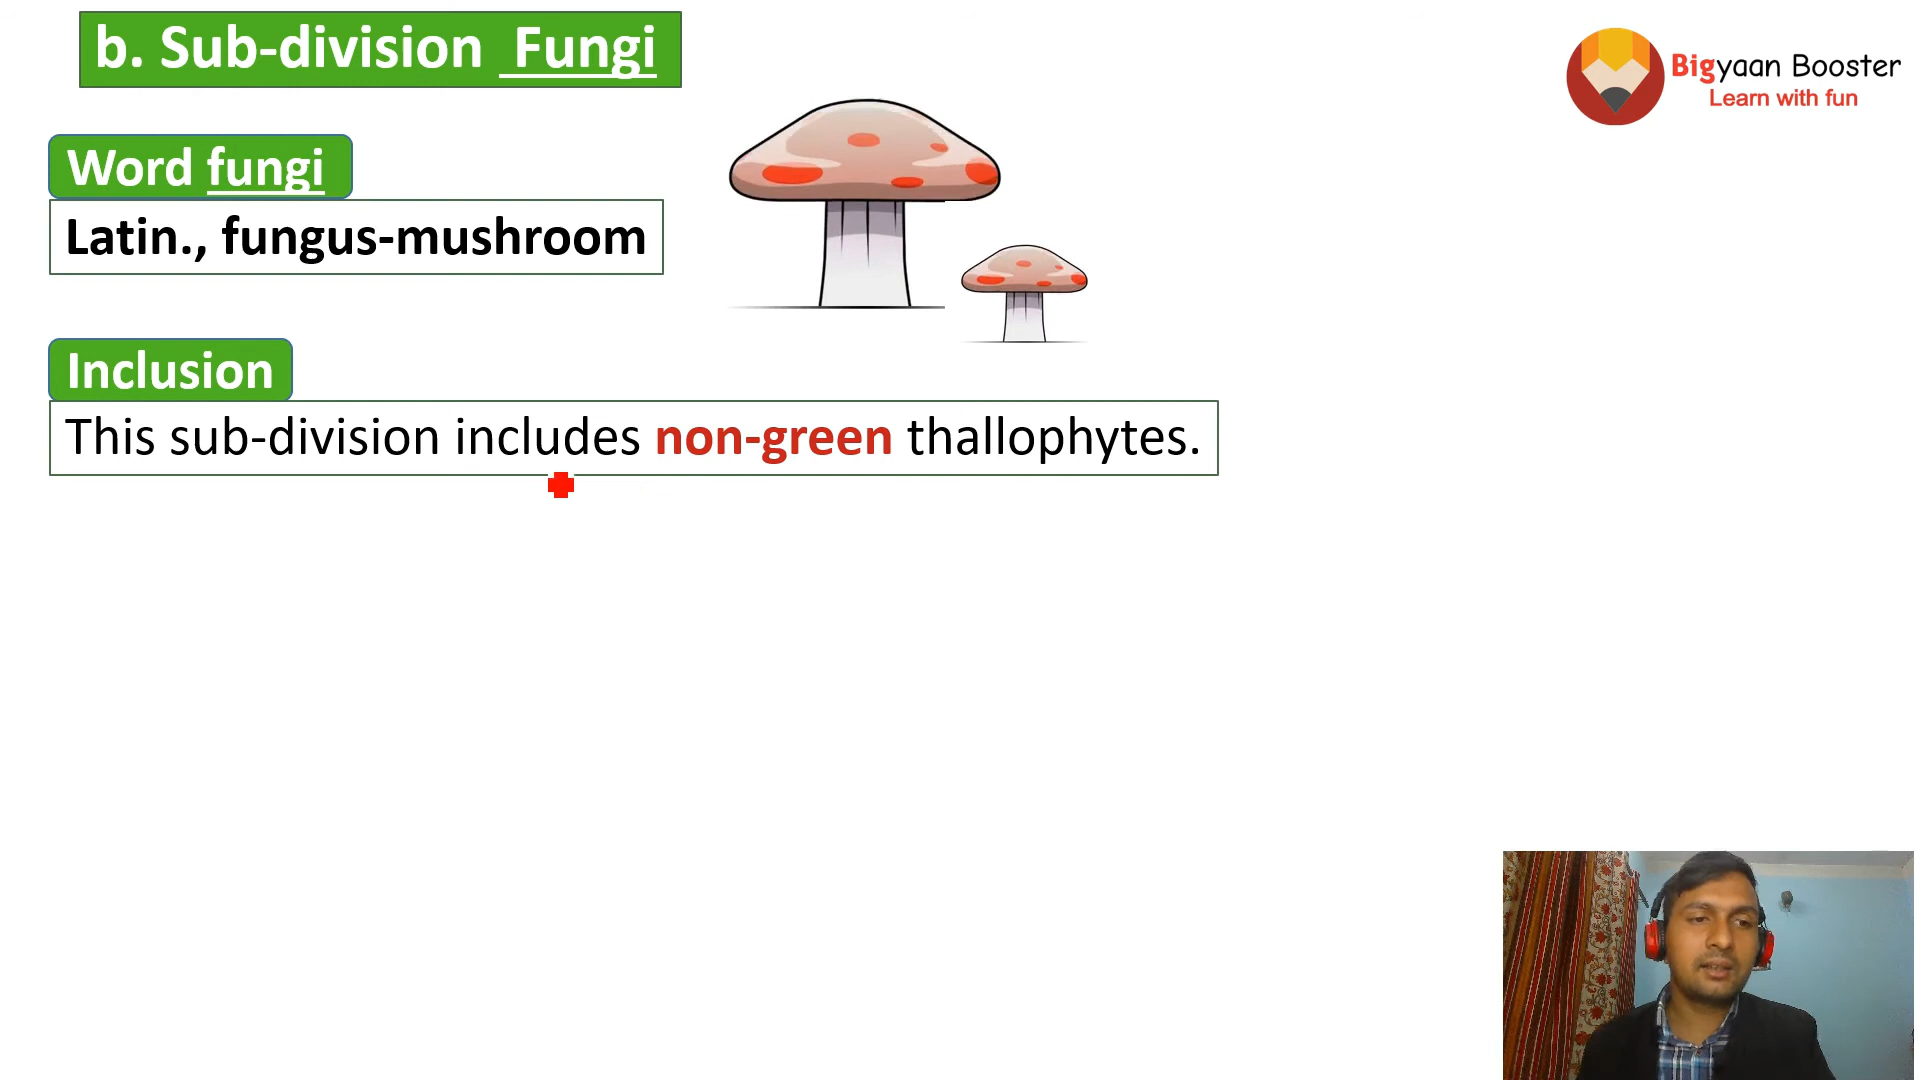 b. Sub-division Fungi
Bigyaan Booster
Learn with fun
Word fungi
Latin., fungus-mushroom
Inclusion
This sub-division includes non-green thallophytes.